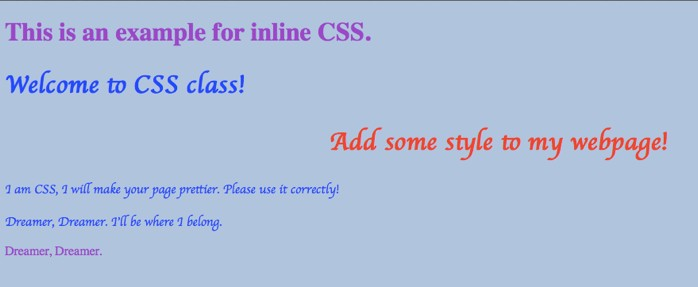 This is an example for inline CSS.
Welcome to CSS class!
Add some style to my webpage!
I am CSS, I will make your page prettier. Please use it correctly!
Dreamer, Dreamer. I'll be where I belong.
Dreamer, Dreamer.